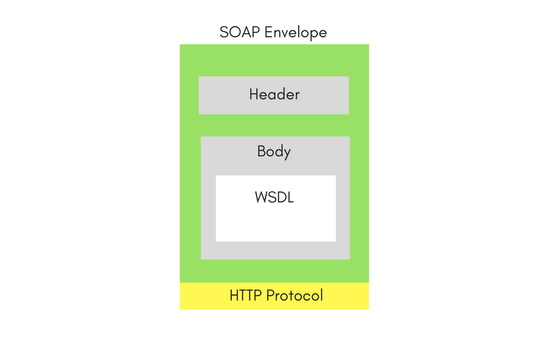 SOAP Envelope
Header
Body
WSDL
HTTP Protocol